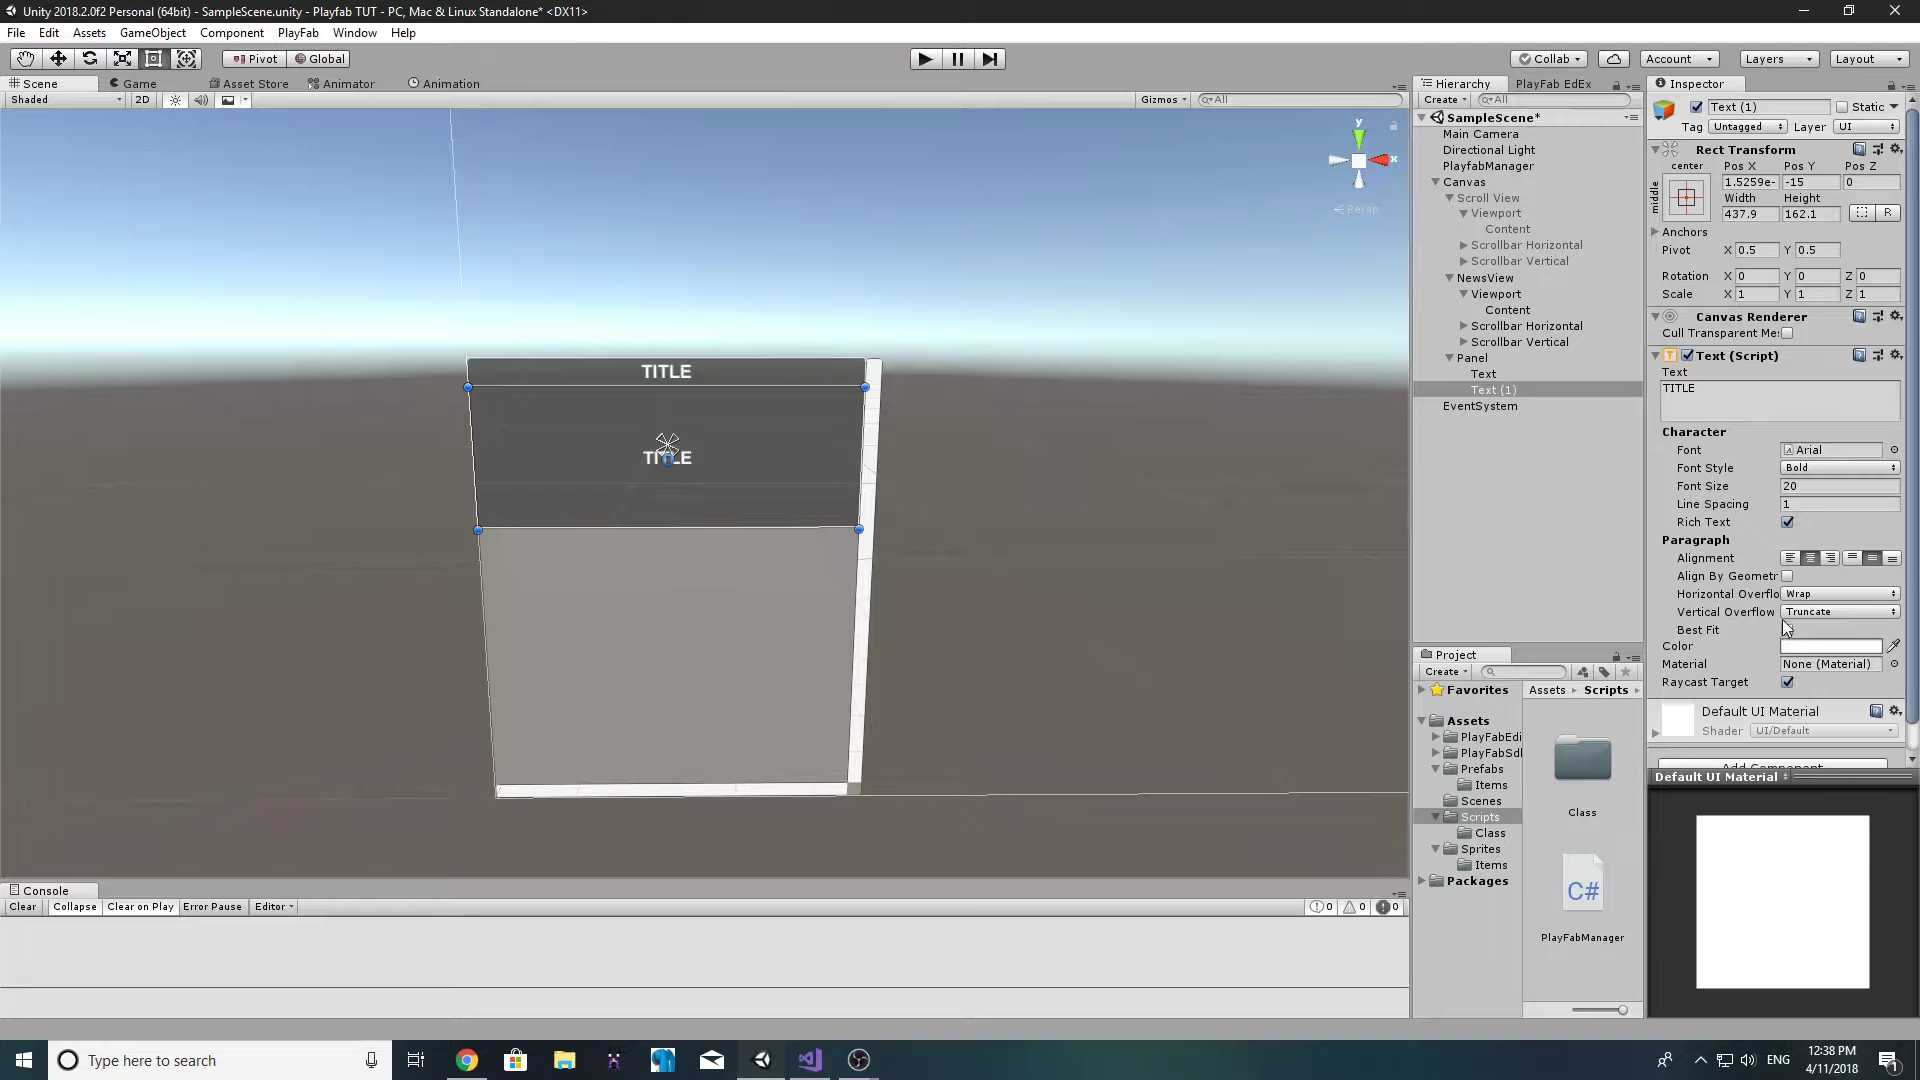 Unity 2018.2.0f2 Personal (64bit) - SampleScene.unity - Playfab TUT - PC, Mac & Linux Standalone* <DX11>
File Edit Assets GameObject Component PlayFab Window Help
Pivot Global Collab Account Layers Layout
Scene Game Asset Store Animator Animation
Shaded 2D Gizmos All
y
x
Persp
TITLE
TITLE
Hierarchy PlayFab EdEx
Create All
SampleScene*
Main Camera
Directional Light
PlayfabManager
Canvas
Scroll View
Viewport
Content
Scrollbar Horizontal
Scrollbar Vertical
NewsView
Viewport
Content
Scrollbar Horizontal
Scrollbar Vertical
Panel
Text
Text (1)
EventSystem
Project
Create
Favorites
Assets
PlayFabEdi
PlayFabSdl
Prefabs
Items
Scenes
Scripts
Class
Sprites
Items
Packages
Assets Scripts
Class
C#
PlayFabManager
Inspector
Text (1) Static
Tag Untagged Layer UI
Rect Transform
center Pos X Pos Y Pos Z
middle 1.5259e- -15 0
Width Height
437.9 162.1 R
Anchors
Pivot X 0.5 Y 0.5
Rotation X 0 Y 0 Z 0
Scale X 1 Y 1 Z 1
Canvas Renderer
Cull Transparent Me:
Text (Script)
Text
TITLE
Character
Font Arial
Font Style Bold
Font Size 20
Line Spacing 1
Rich Text
Paragraph
Alignment
Align By Geometr
Horizontal Overflo Wrap
Vertical Overflow Truncate
Best Fit
Color
Material None (Material)
Raycast Target
Default UI Material
Shader UI/Default
Add Component
Default UI Material
Console
Clear Collapse Clear on Play Error Pause Editor 0 0 0
Type here to search
ENG
12:38 PM
4/11/2018
1